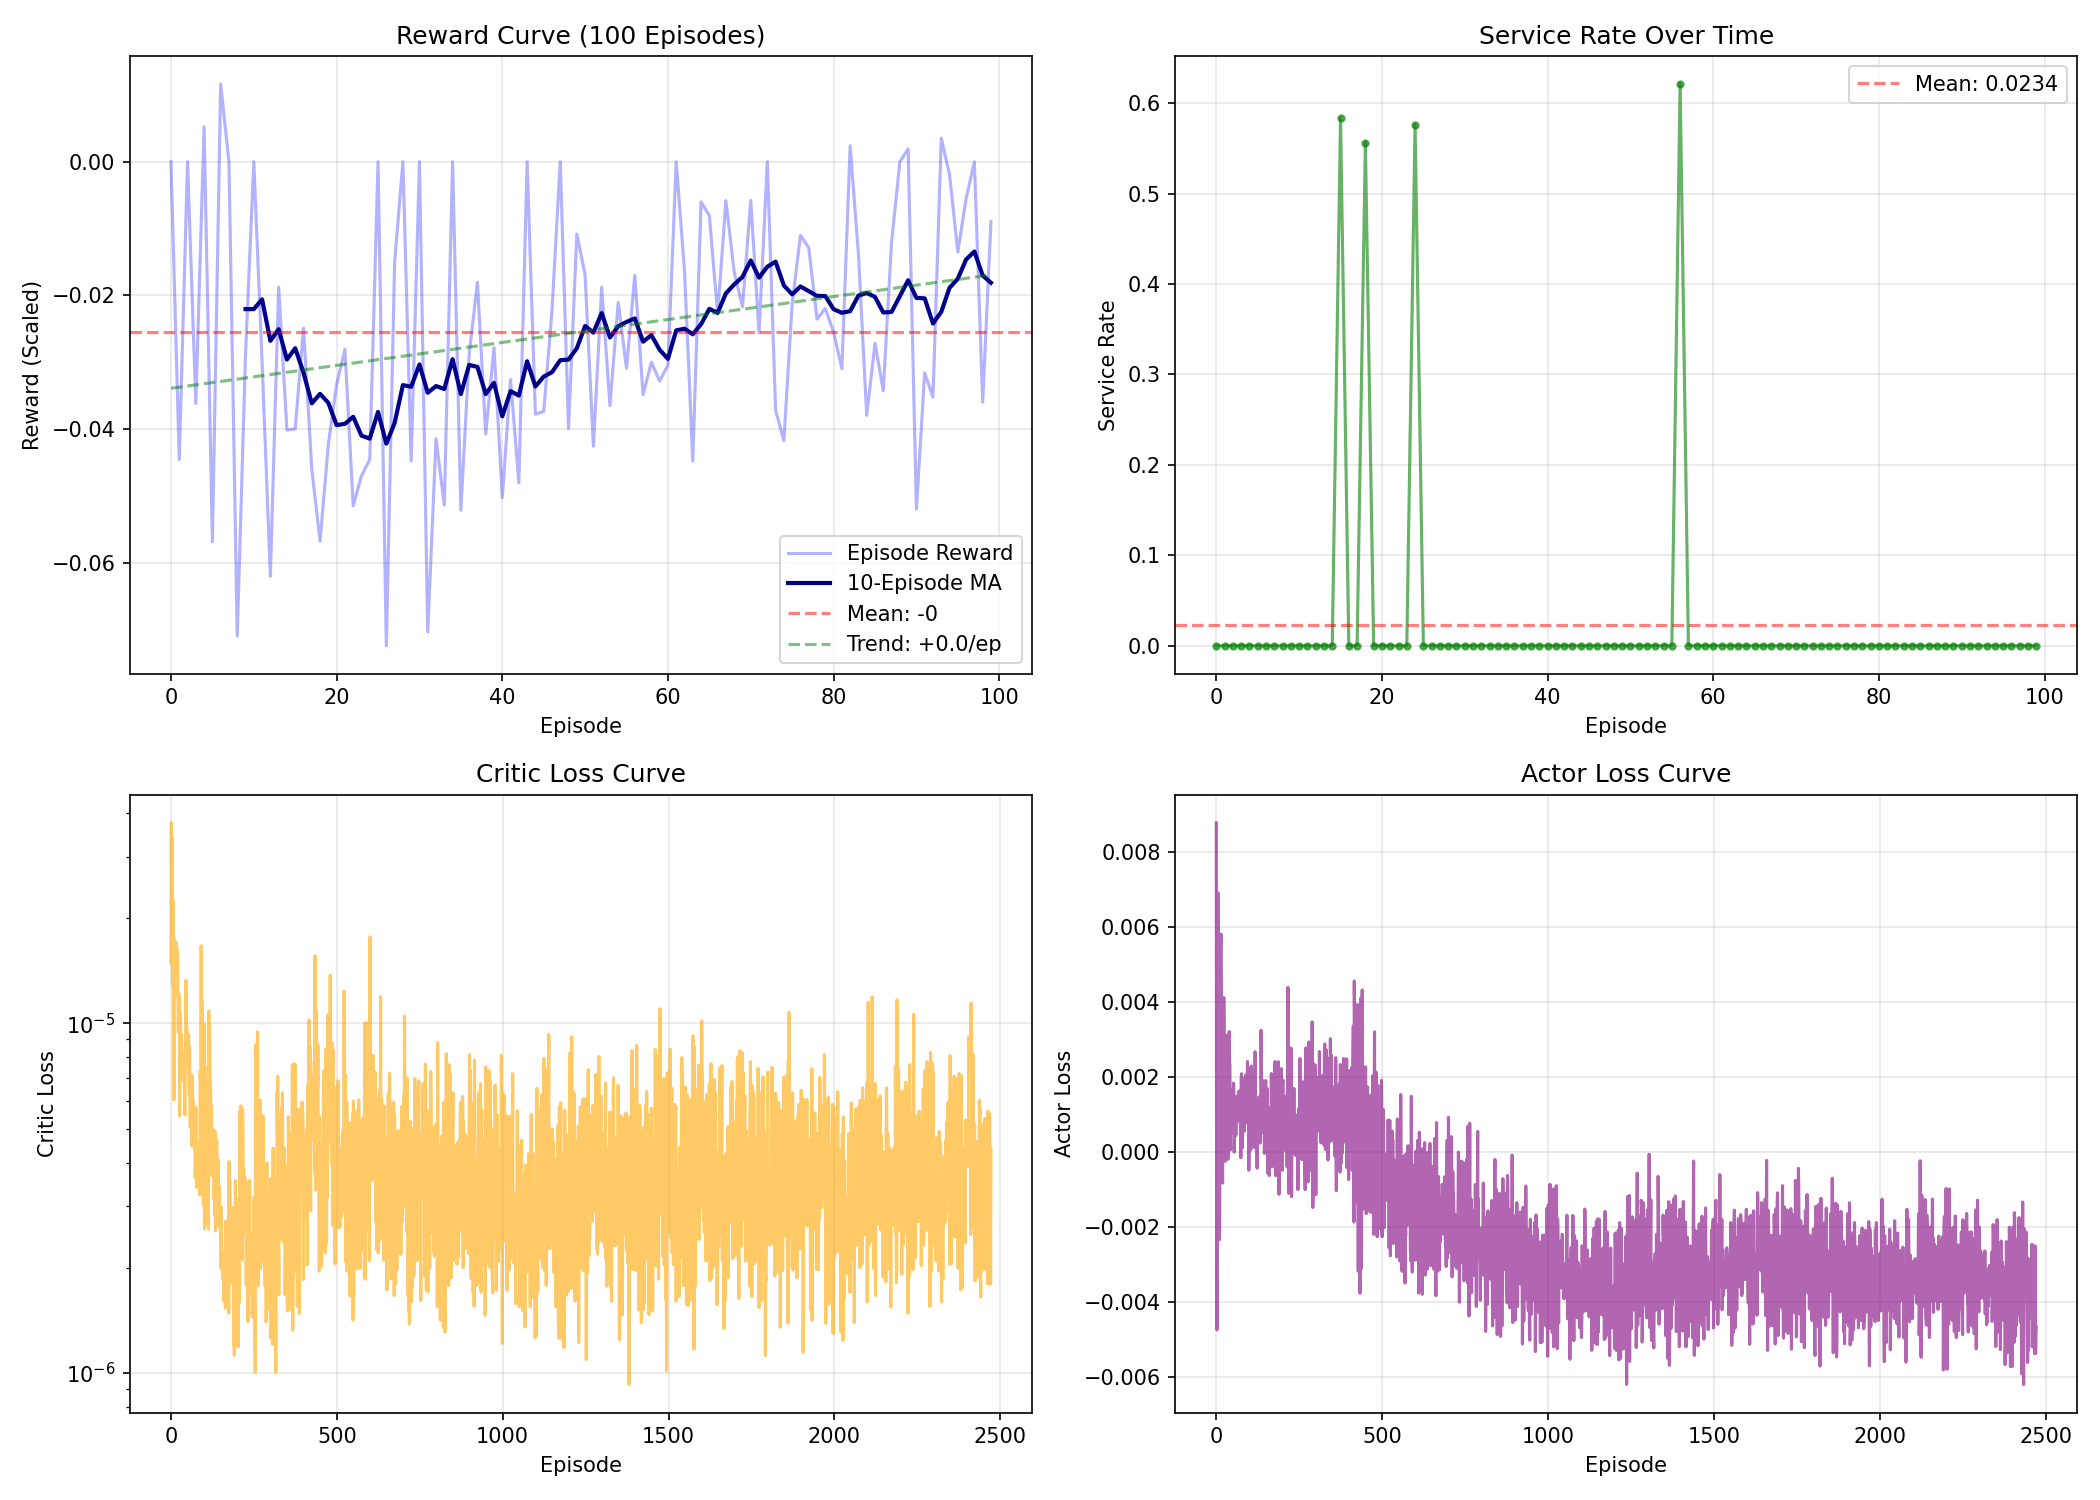 Reward Curve (100 Episodes)
Reward (Scaled)
0.00
−0.02
−0.04
−0.06
0 20 40 60 80 100
Episode
Episode Reward
10-Episode MA
Mean: -0
Trend: +0.0/ep
Service Rate Over Time
Service Rate
0.6
0.5
0.4
0.3
0.2
0.1
0.0
0 20 40 60 80 100
Episode
Mean: 0.0234
Critic Loss Curve
Critic Loss
10⁻⁵
10⁻⁶
0 500 1000 1500 2000 2500
Episode
Actor Loss Curve
Actor Loss
0.008
0.006
0.004
0.002
0.000
−0.002
−0.004
−0.006
0 500 1000 1500 2000 2500
Episode